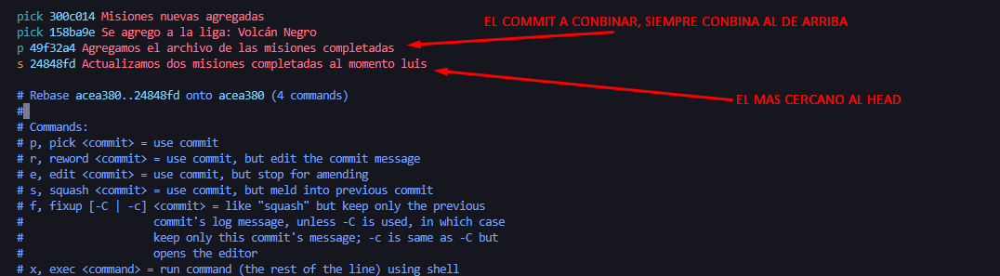 pick 300c014 Misiones nuevas agregadas
EL COMMIT A CONBINAR, SIEMPRE CONBINA AL DE ARRIBA
pick 158ba9e Se agrego a la liga: Volcán Negro
p 49f32a4 Agregamos el archivo de las misiones completadas
s 24848fd Actualizamos dos misiones completadas al momento luis
EL MAS CERCANO AL HEAD
# Rebase acea380..24848fd onto acea380 (4 commands)
#
# Commands:
# p, pick <commit> = use commit
# r, reword <commit> = use commit, but edit the commit message
# e, edit <commit> = use commit, but stop for amending
# s, squash <commit> = use commit, but meld into previous commit
# f, fixup [-C | -c] <commit> = like "squash" but keep only the previous
#                    commit's log message, unless -C is used, in which case
#                    keep only this commit's message; -c is same as -C but
#                    opens the editor
# x, exec <command> = run command (the rest of the line) using shell